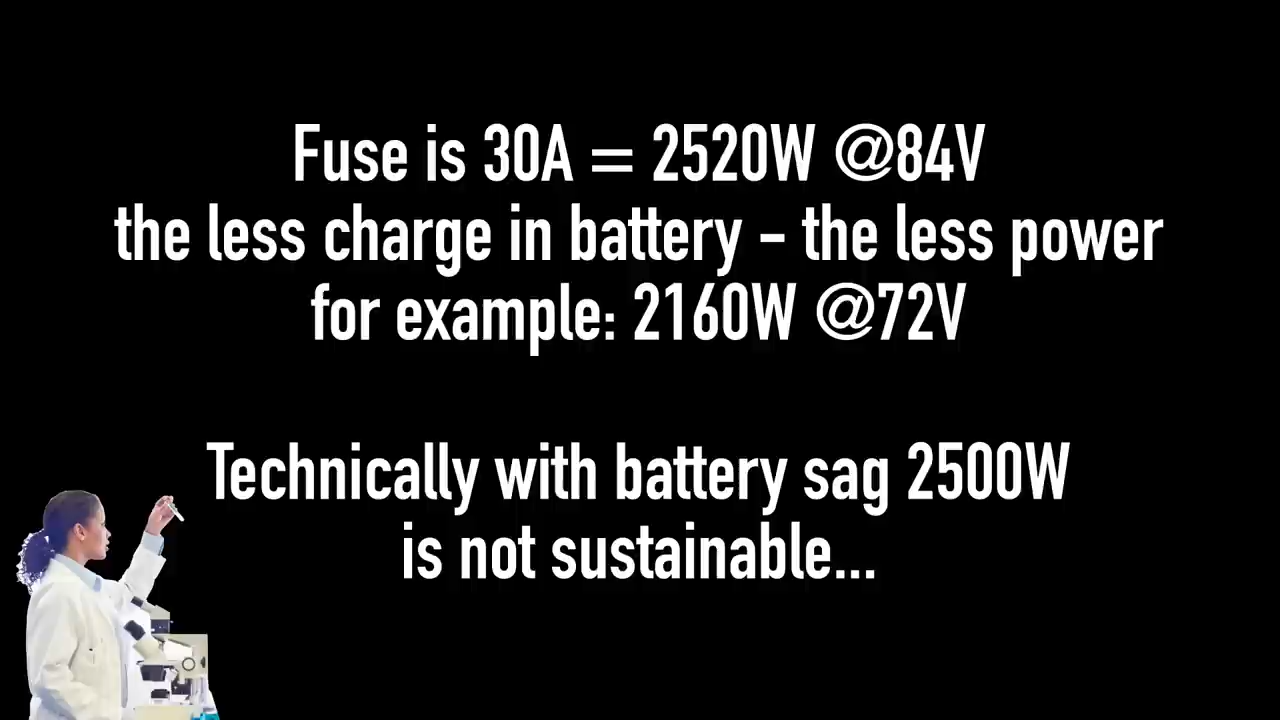 Fuse is 30A = 2520W @84V
the less charge in battery - the less power
for example: 2160W @72V
Technically with battery sag 2500W
is not sustainable...